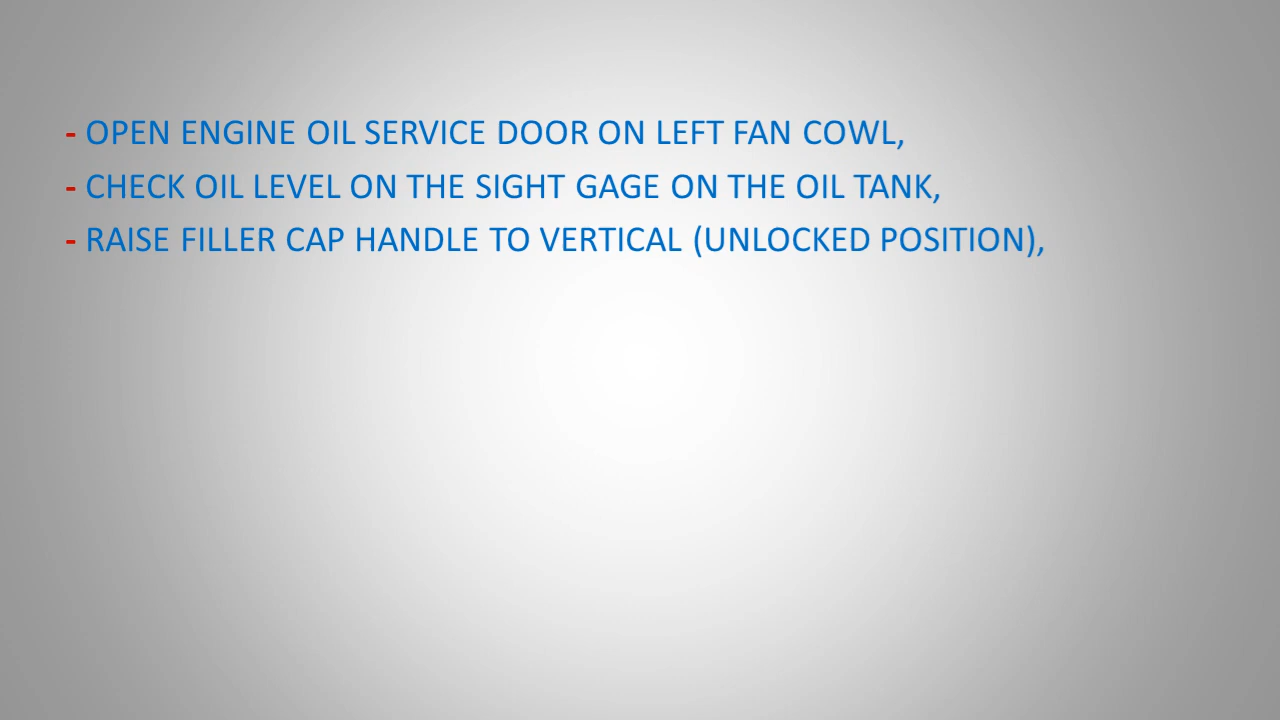 - OPEN ENGINE OIL SERVICE DOOR ON LEFT FAN COWL,
- CHECK OIL LEVEL ON THE SIGHT GAGE ON THE OIL TANK,
- RAISE FILLER CAP HANDLE TO VERTICAL (UNLOCKED POSITION),